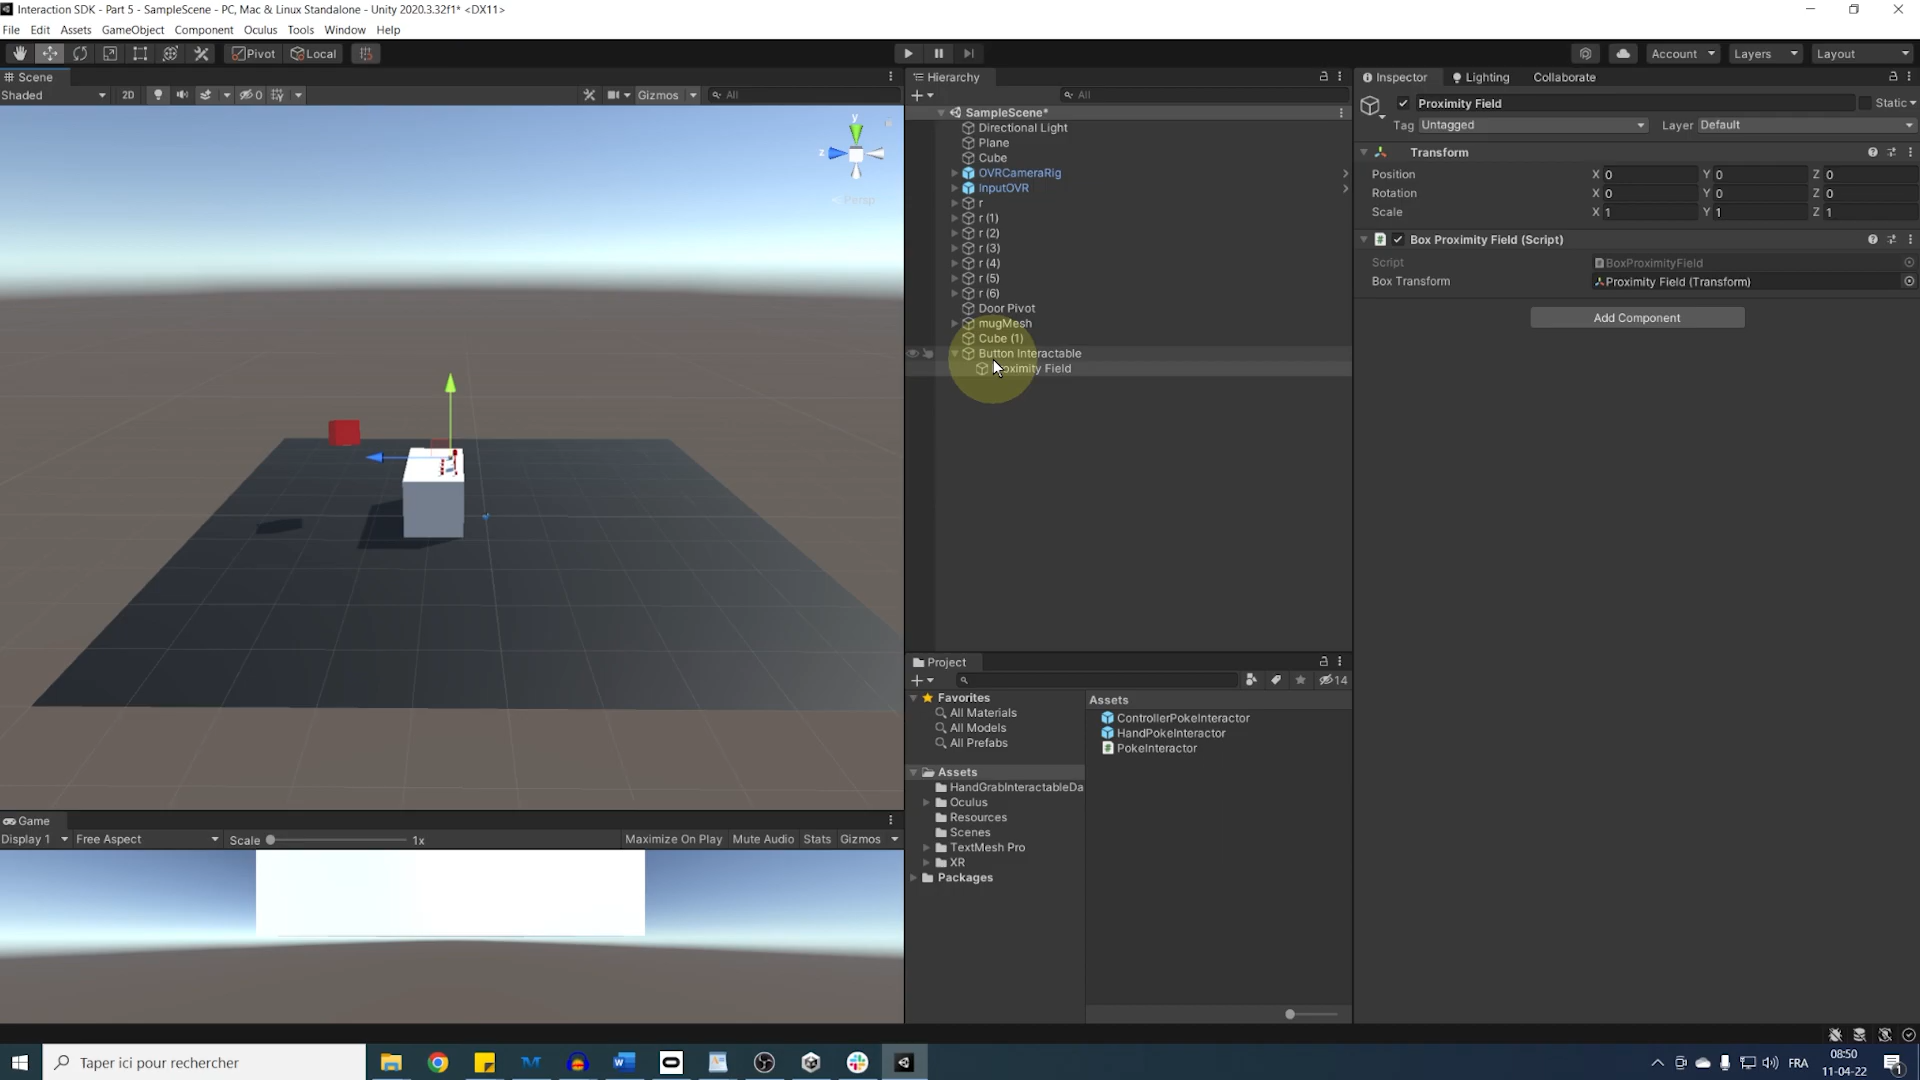 Interaction SDK - Part 5 - SampleScene - PC, Mac & Linux Standalone - Unity 2020.3.32f1* <DX11>
File Edit Assets GameObject Component Oculus Tools Window Help
Pivot Local Account Layers Layout
Scene
Shaded 2D 0 Gizmos All
y
z
Persp
Game
Display 1 Free Aspect Scale 1x Maximize On Play Mute Audio Stats Gizmos
Hierarchy
All
SampleScene*
Directional Light
Plane
Cube
OVRCameraRig
InputOVR
r
r (1)
r (2)
r (3)
r (4)
r (5)
r (6)
Door Pivot
mugMesh
Cube (1)
Button Interactable
oximity Field
Project
14
Favorites
All Materials
All Models
All Prefabs
Assets
HandGrabInteractableDa
Oculus
Resources
Scenes
TextMesh Pro
XR
Packages
Assets
ControllerPokeInteractor
HandPokeInteractor
PokeInteractor
Inspector Lighting Collaborate
Proximity Field Static
Tag Untagged Layer Default
Transform
Position X 0 Y 0 Z 0
Rotation X 0 Y 0 Z 0
Scale X 1 Y 1 Z 1
Box Proximity Field (Script)
Script BoxProximityField
Box Transform Proximity Field (Transform)
Add Component
Taper ici pour rechercher
FRA
08:50
11-04-22
1